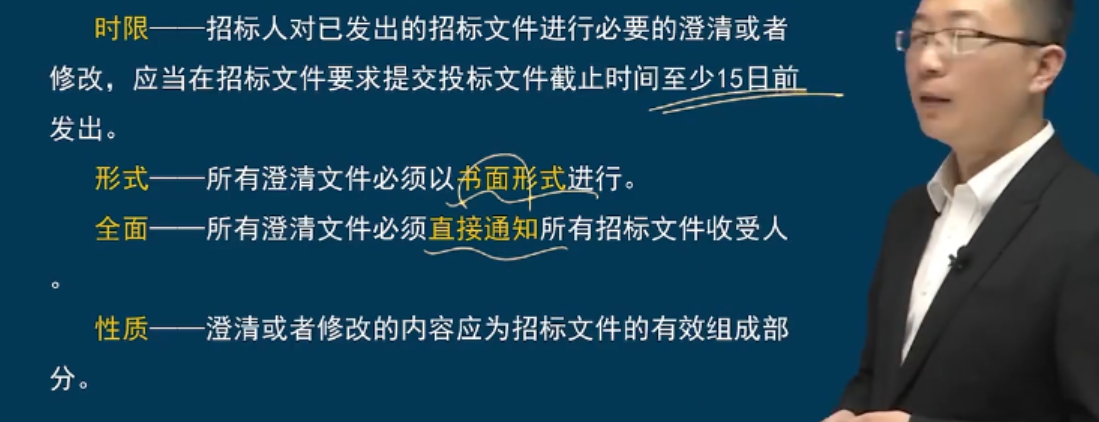 时限——招标人对已发出的招标文件进行必要的澄清或者
修改，应当在招标文件要求提交投标文件截止时间至少15日前
发出。
形式——所有澄清文件必须以书面形式进行。
全面——所有澄清文件必须直接通知所有招标文件收受人
。
性质——澄清或者修改的内容应为招标文件的有效组成部
分。